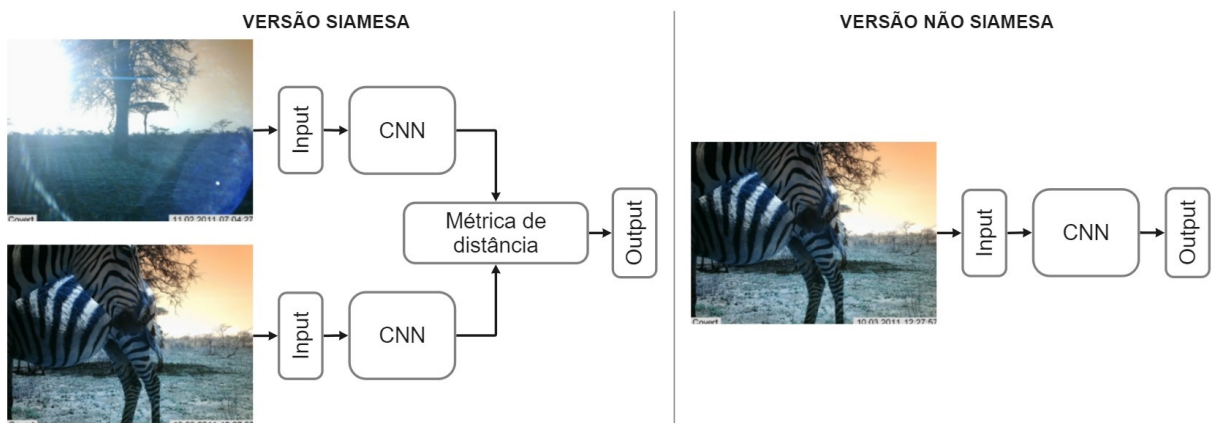 VERSÃO SIAMESA
Covert
11.02.2011 07:04:27
Input
CNN
Métrica de
distância
Output
Input
CNN
VERSÃO NÃO SIAMESA
Covert
10.03.2011 12:27:57
Input
CNN
Output